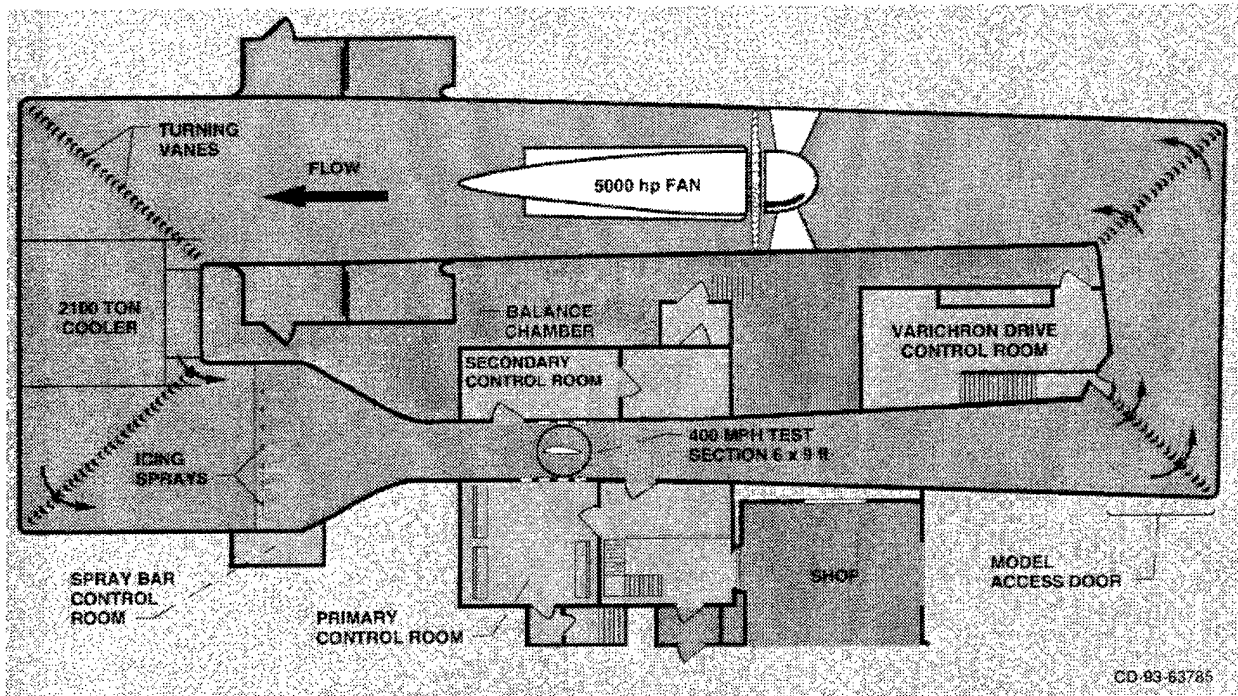 TURNING
VANES
FLOW
5000 hp FAN
2100 TON
COOLER
BALANCE
CHAMBER
SECONDARY
CONTROL ROOM
VARICHRON DRIVE
CONTROL ROOM
ICING
SPRAYS
400 MPH TEST
SECTION 6 x 9 ft
SPRAY BAR
CONTROL
ROOM
PRIMARY
CONTROL ROOM
SHOP
MODEL
ACCESS DOOR
CD-93-63785